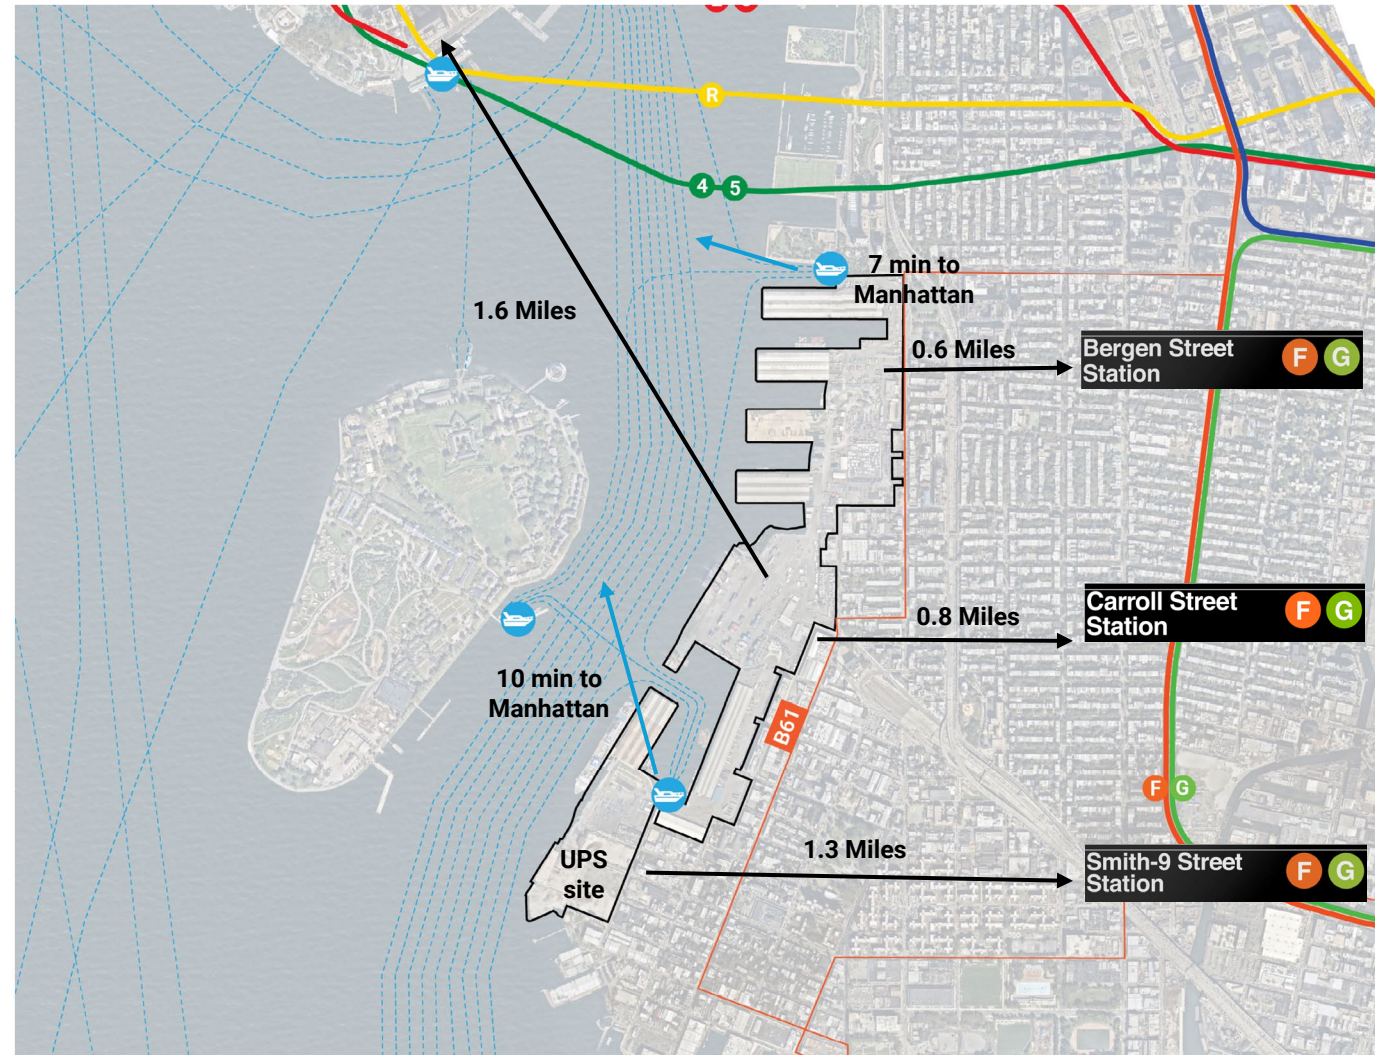 R
4 5
7 min to
Manhattan
1.6 Miles
0.6 Miles
Bergen Street
Station
F G
0.8 Miles
Carroll Street
Station
F G
10 min to
Manhattan
B61
F G
1.3 Miles
UPS
site
Smith-9 Street
Station
F G